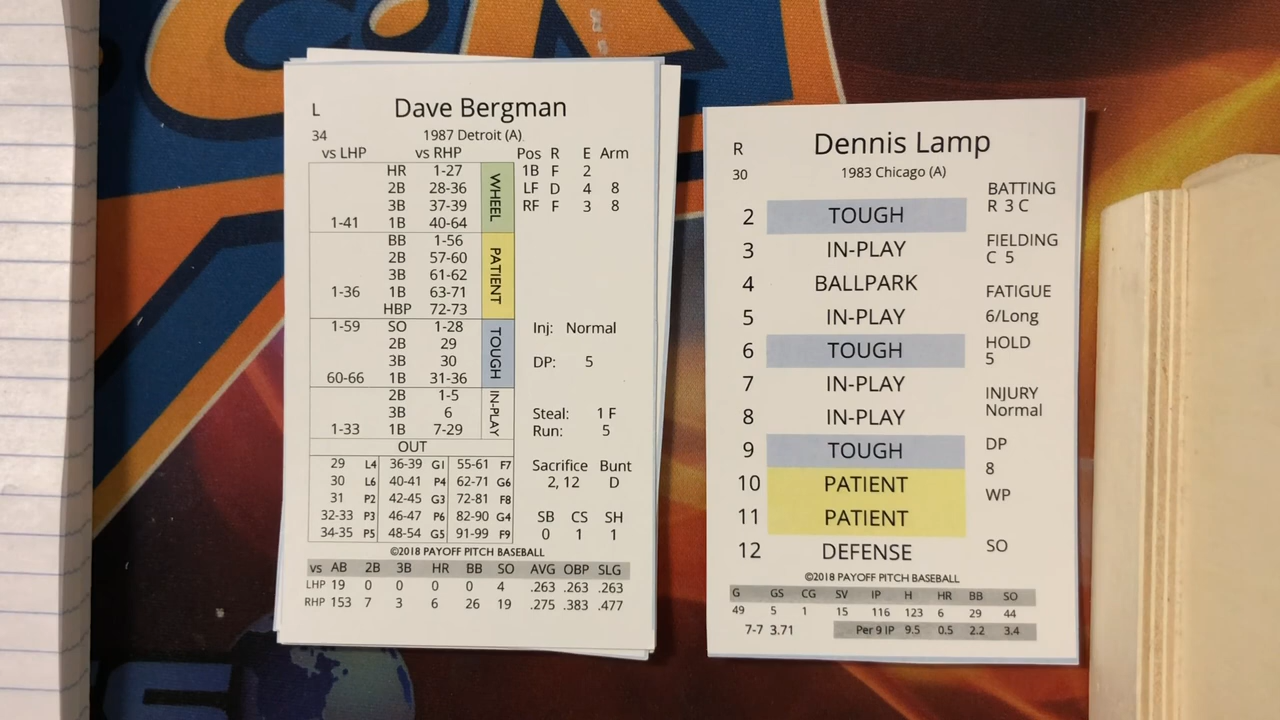 L
Dave Bergman
34
1987 Detroit (A)
vs LHP vs RHP Pos R E Arm
HR 1-27 1B F 2
2B 28-36 LF D 4 8
3B 37-39 RF F 3 8
1-41 1B 40-64
WHEEL
BB 1-56
2B 57-60
3B 61-62
1-36 1B 63-71
HBP 72-73
PATIENT
1-59 SO 1-28 Inj: Normal
2B 29
3B 30 DP: 5
60-66 1B 31-36
TOUGH
2B 1-5
3B 6 Steal: 1 F
1-33 1B 7-29 Run: 5
IN-PLAY
OUT
29 L4 36-39 G1 55-61 F7 Sacrifice Bunt
30 L6 40-41 P4 62-71 G6 2, 12 D
31 P2 42-45 G3 72-81 F8
32-33 P3 46-47 P6 82-90 G4 SB CS SH
34-35 P5 48-54 G5 91-99 F9 0 1 1
©2018 PAYOFF PITCH BASEBALL
vs AB 2B 3B HR BB SO AVG OBP SLG
LHP 19 0 0 0 0 4 .263 .263 .263
RHP 153 7 3 6 26 19 .275 .383 .477
R
Dennis Lamp
30
1983 Chicago (A)
2 TOUGH
3 IN-PLAY
4 BALLPARK
5 IN-PLAY
6 TOUGH
7 IN-PLAY
8 IN-PLAY
9 TOUGH
10 PATIENT
11 PATIENT
12 DEFENSE
BATTING
R 3 C
FIELDING
C 5
FATIGUE
6/Long
HOLD
5
INJURY
Normal
DP
8
WP
SO
©2018 PAYOFF PITCH BASEBALL
G GS CG SV IP H HR BB SO
49 5 1 15 116 123 6 29 44
7-7 3.71 Per 9 IP 9.5 0.5 2.2 3.4